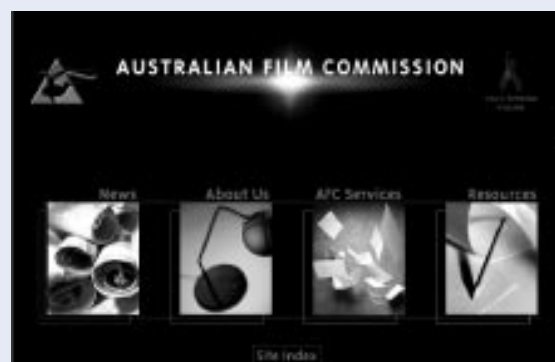 AUSTRALIAN FILM COMMISSION
News
About Us
AFC Services
Resources
Site Index